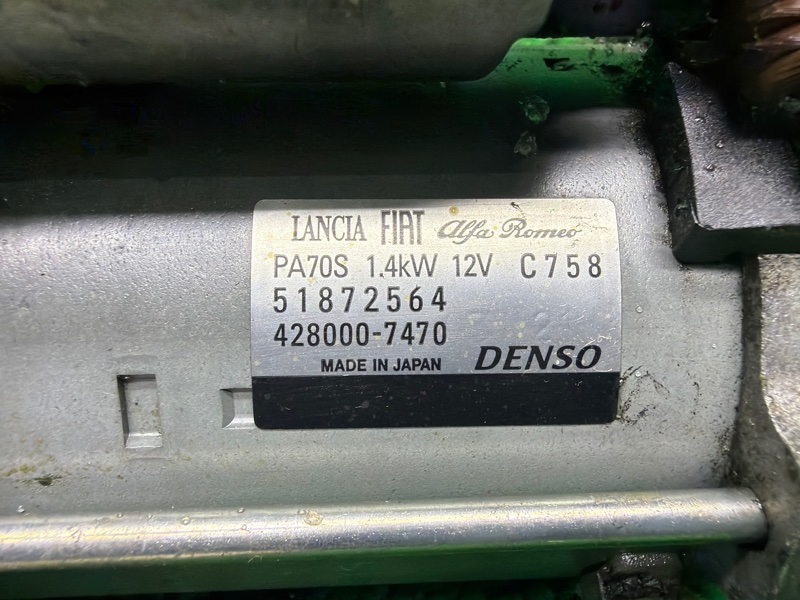 LANCIA FIAT Alfa Romeo
PA70S 1.4kW 12V C758
51872564
428000-7470
MADE IN JAPAN DENSO